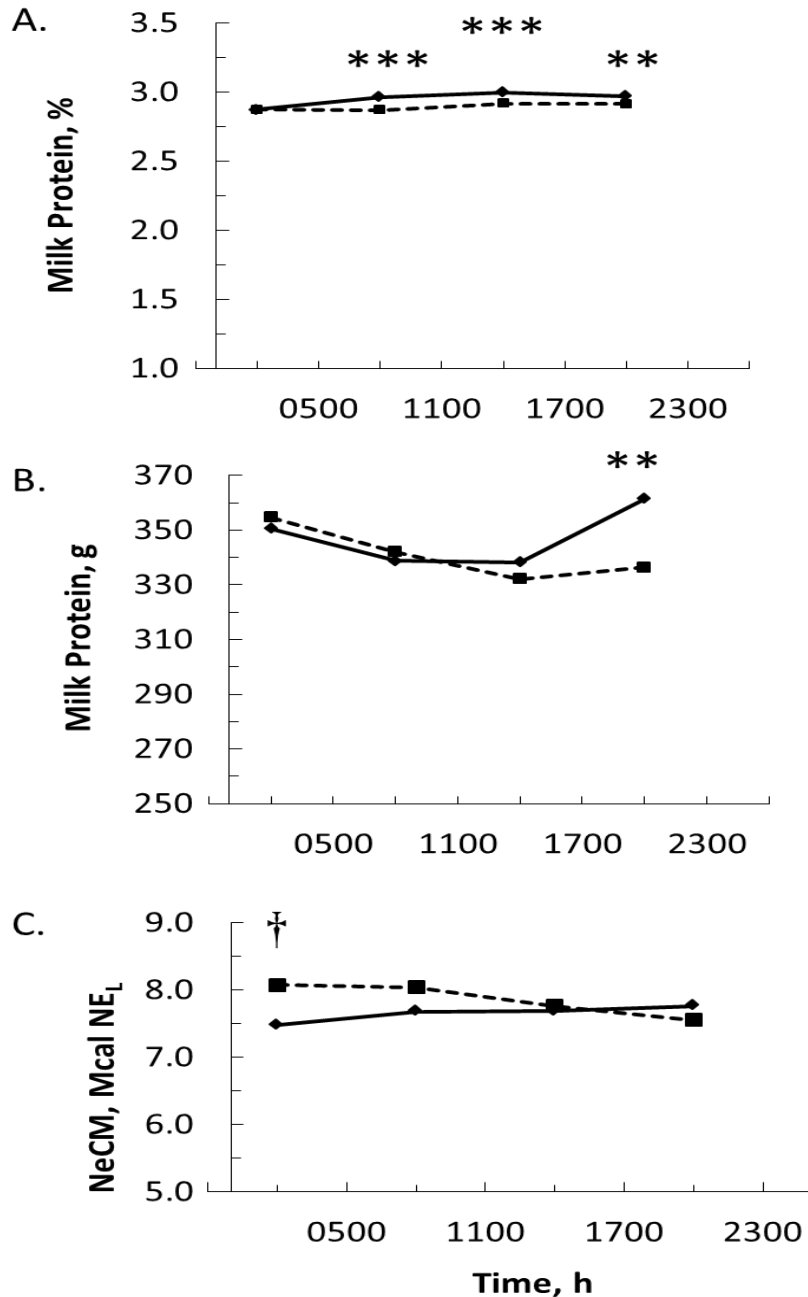 A.
Milk Protein, %
3.5
3.0
2.5
2.0
1.5
1.0
***
***
**
0500 1100 1700 2300
B.
Milk Protein, g
370
350
330
310
290
270
250
**
0500 1100 1700 2300
C.
NeCM, Mcal NE_L
9.0
8.0
7.0
6.0
5.0
†
0500 1100 1700 2300
Time, h